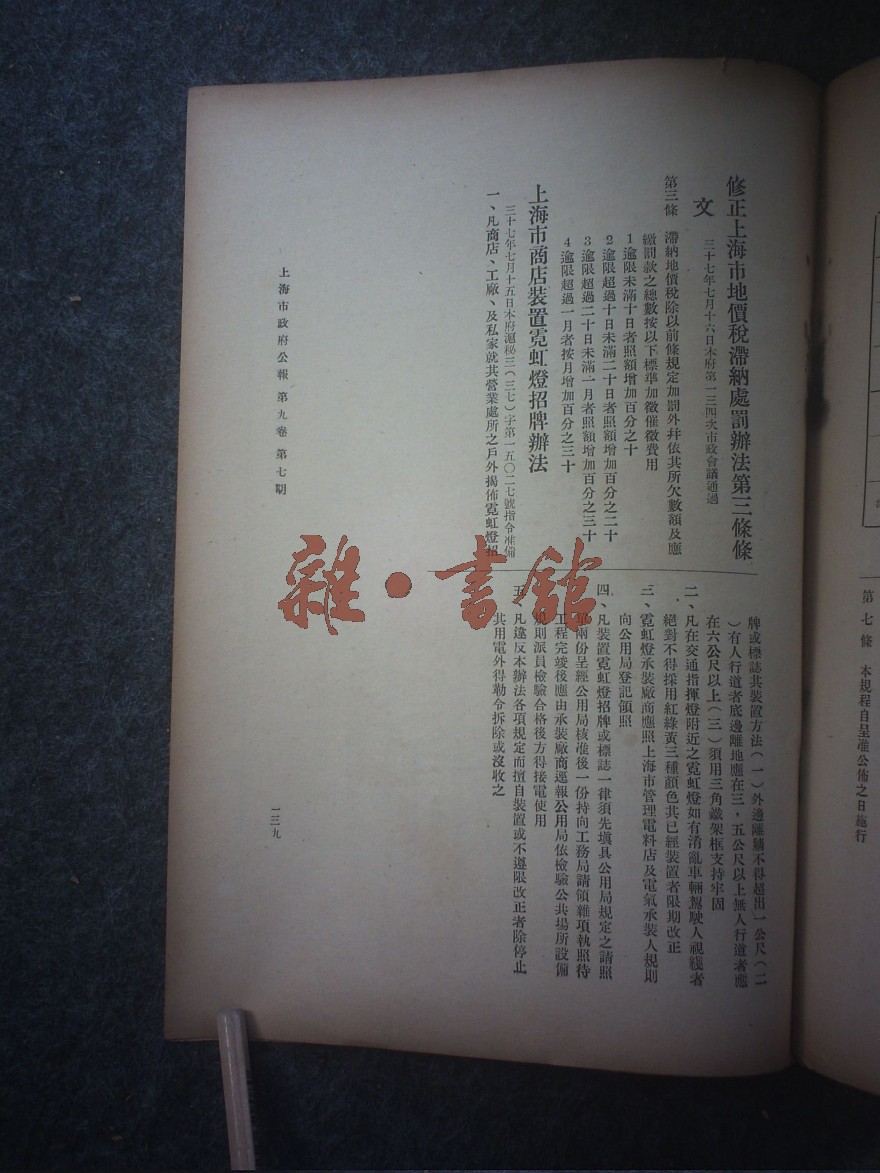 修正上海市地價稅滯納處罰辦法第三條條
文
三十七年七月十六日本府第一三四次市政會議通過
第三條 滯納地價稅除以前條規定加罰外幷依其所欠數額及應
繳罰款之總數按以下標準加徵催徵費用
1逾限未滿十日者照額增加百分之十
2逾限超過十日未滿二十日者照額增加百分之二十
3逾限超過二十日未滿一月者照額增加百分之三十
4逾限超過一月者按月增加百分之三十
上海市商店裝置霓虹燈招牌辦法
三十七年七月十五日本府滬秘三(三七)字第一五〇二七號指令准備
一、凡商店、工廠、及私家就其營業處所之戶外揭佈霓虹燈招
牌或標誌其裝置方法(一)外邊離牆不得超出一公尺(二
)有人行道者底邊離地應在三·五公尺以上無人行道者應
在六公尺以上(三)須用三角鐵架框支持牢固
二、凡在交通指揮燈附近之霓虹燈如有淆亂車輛駕駛人視綫者
絕對不得採用紅綠黃三種顏色其已經裝置者限期改正
三、霓虹燈承裝廠商應照上海市管理電料店及電氣承裝人規則
向公用局登記領照
四、凡裝置霓虹燈招牌或標誌一律須先塡具公用局規定之請照
兩份呈經公用局核准後一份持向工務局請領雜項執照待
工程完竣後應由承裝廠商逕報公用局依檢驗公共場所設備
規則派員檢驗合格後方得接電使用
五、凡違反本辦法各項規定而擅自裝置或不遵限改正者除停止
其用電外得勒令拆除或沒收之
上海市政府公報 第九卷 第七期
一三九
第七條 本規程自呈准公佈之日施行
雜·書館